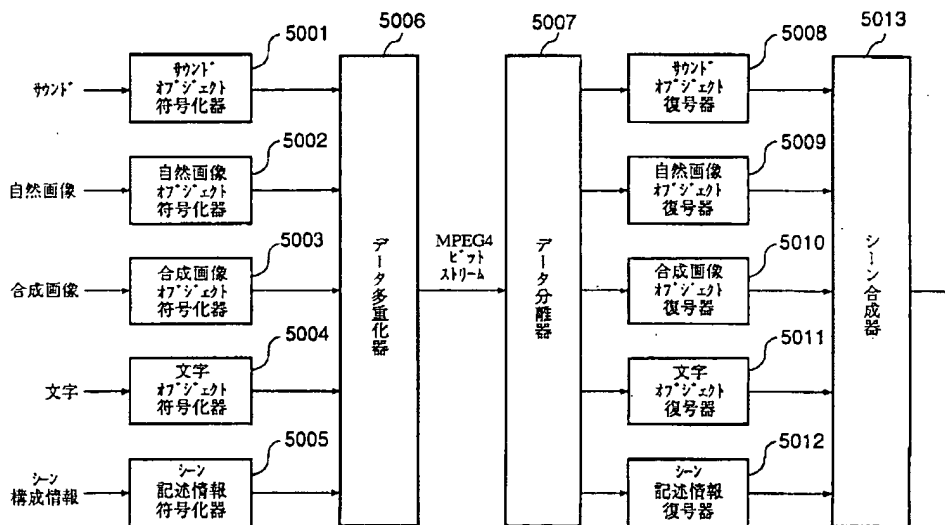 5001
5006
5007
5008
5013
サウンド
サウンド
オブジェクト
符号化器
サウンド
オブジェクト
復号器
5002
5009
自然画像
自然画像
オブジェクト
符号化器
自然画像
オブジェクト
復号器
5003
5010
合成画像
合成画像
オブジェクト
符号化器
データ多重化器
MPEG4
ビット
ストリーム
データ分離器
合成画像
オブジェクト
復号器
シーン合成器
5004
5011
文字
文字
オブジェクト
符号化器
文字
オブジェクト
復号器
5005
5012
シーン
構成情報
シーン
記述情報
符号化器
シーン
記述情報
復号器